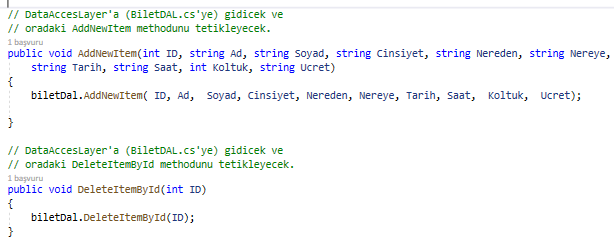 // DataAccesLayer'a (BiletDAL.cs'ye) gidicek ve
// oradaki AddNewItem methodunu tetikleyecek.
1 başvuru
public void AddNewItem(int ID, string Ad, string Soyad, string Cinsiyet, string Nereden, string Nereye,
string Tarih, string Saat, int Koltuk, string Ucret)
{
biletDal.AddNewItem( ID, Ad,  Soyad, Cinsiyet, Nereden, Nereye, Tarih, Saat,  Koltuk,  Ucret);
}
// DataAccesLayer'a (BiletDAL.cs'ye) gidicek ve
// oradaki DeleteItemById methodunu tetikleyecek.
1 başvuru
public void DeleteItemById(int ID)
{
biletDal.DeleteItemById(ID);
}